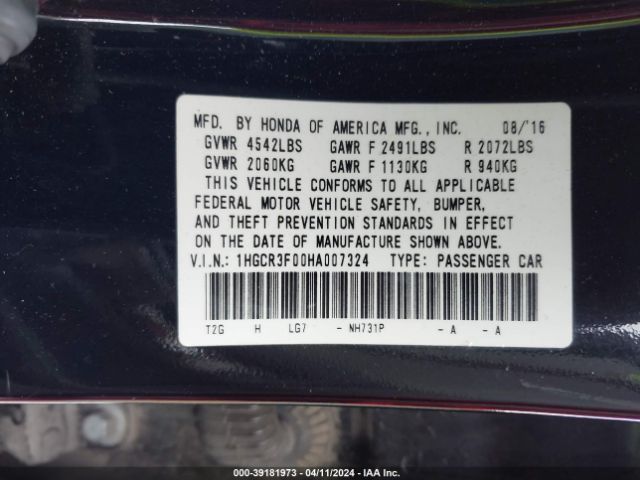 MFD. BY HONDA OF AMERICA MFG., INC. 08/'16
GVWR 4542LBS GAWR F 2491LBS R 2072LBS
GVWR 2060KG GAWR F 1130KG R 940KG
THIS VEHICLE CONFORMS TO ALL APPLICABLE
FEDERAL MOTOR VEHICLE SAFETY, BUMPER,
AND THEFT PREVENTION STANDARDS IN EFFECT
ON THE DATE OF MANUFACTURE SHOWN ABOVE.
V.I.N.: 1HGCR3F00HA007324 TYPE: PASSENGER CAR
T2G H LG7 - NH731P - A - A
000-39181973 - 04/11/2024 - IAA Inc.